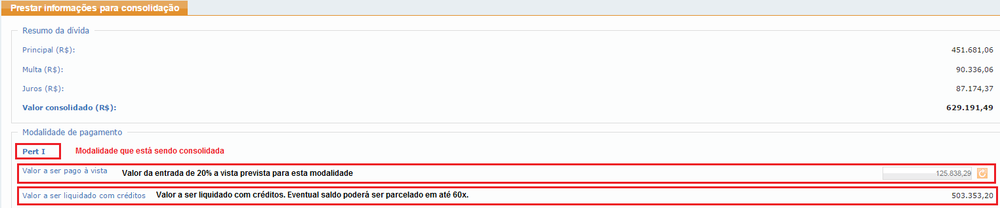 Prestar informações para consolidação
Resumo da dívida
Principal (R$): 451.681,06
Multa (R$): 90.336,06
Juros (R$): 87.174,37
Valor consolidado (R$): 629.191,49
Modalidade de pagamento
Pert I Modalidade que está sendo consolidada
Valor a ser pago à vista Valor da entrada de 20% a vista prevista para esta modalidade 125.838,29
Valor a ser liquidado com créditos Valor a ser liquidado com créditos. Eventual saldo poderá ser parcelado em até 60x. 503.353,20